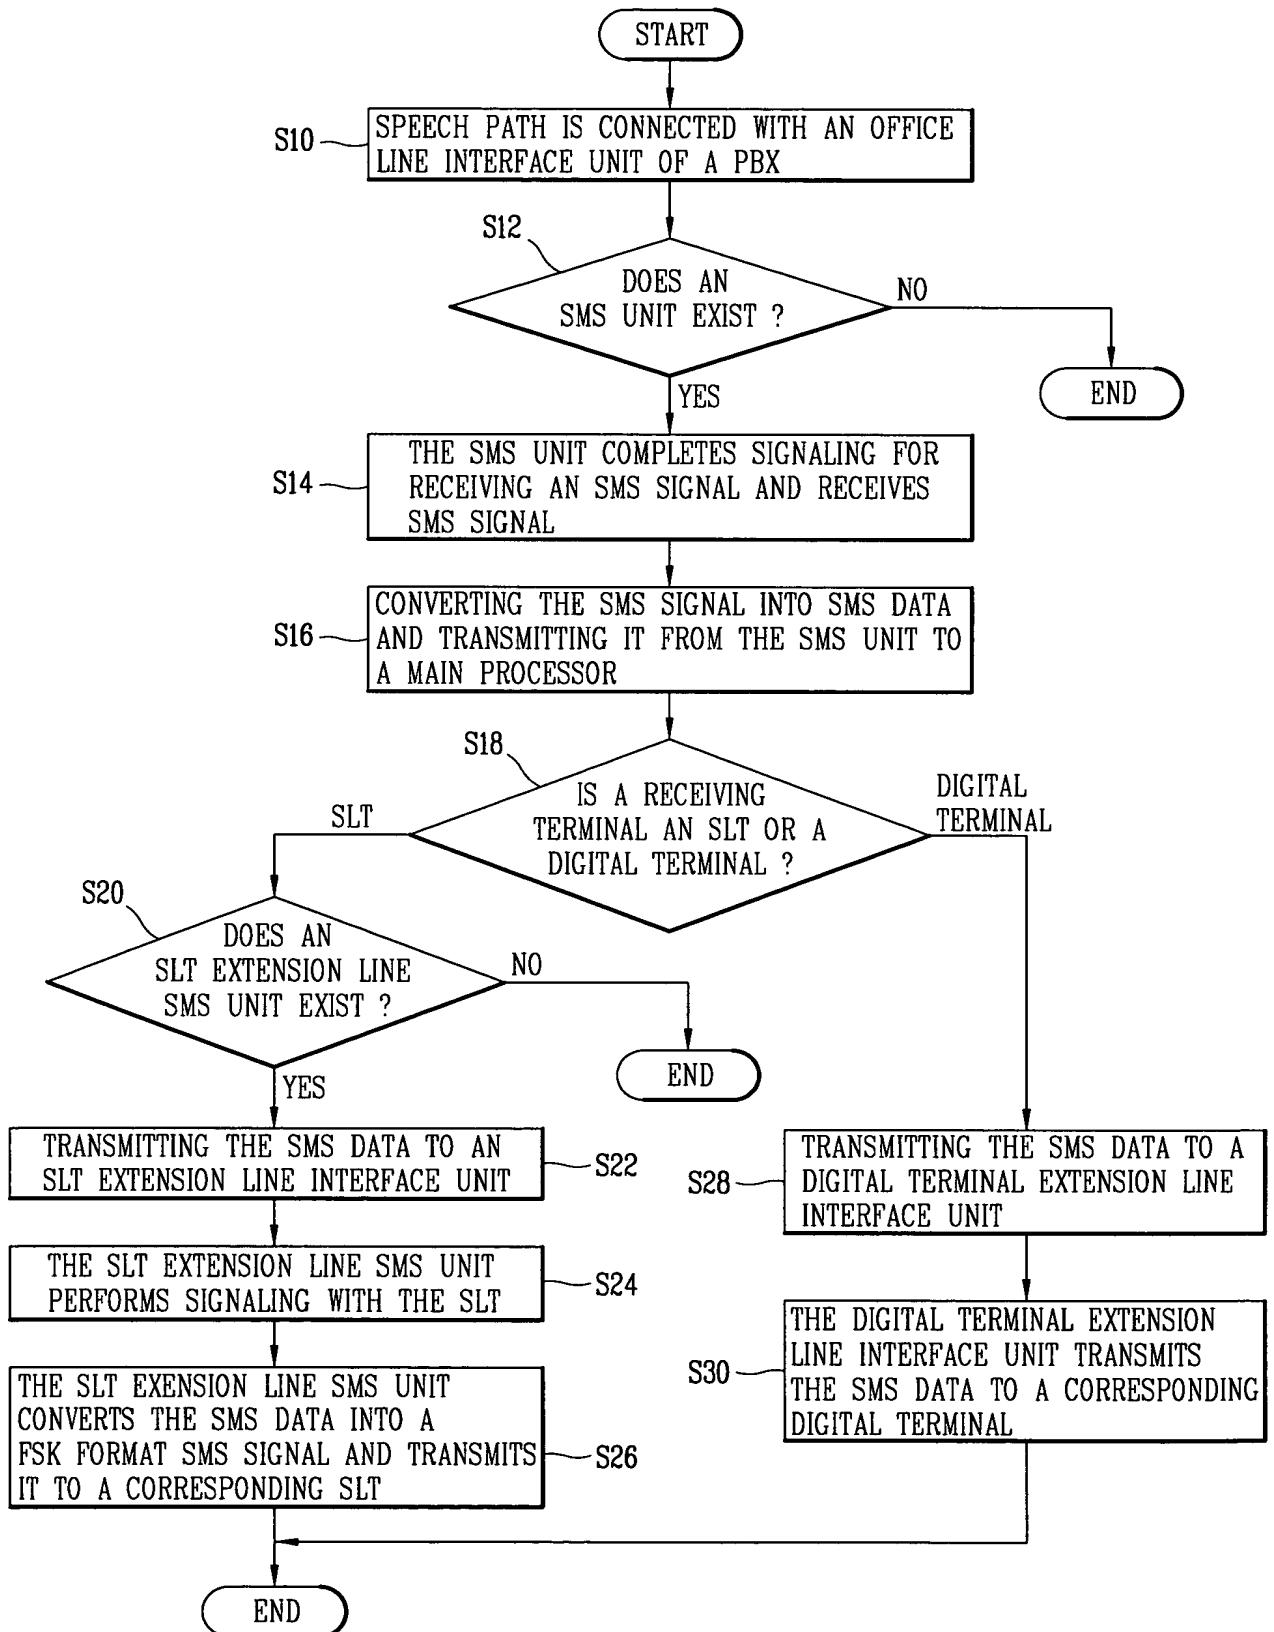 START
S10
SPEECH PATH IS CONNECTED WITH AN OFFICE
LINE INTERFACE UNIT OF A PBX
S12
DOES AN
SMS UNIT EXIST ?
NO
END
YES
S14
THE SMS UNIT COMPLETES SIGNALING FOR
RECEIVING AN SMS SIGNAL AND RECEIVES
SMS SIGNAL
S16
CONVERTING THE SMS SIGNAL INTO SMS DATA
AND TRANSMITTING IT FROM THE SMS UNIT TO
A MAIN PROCESSOR
S18
IS A RECEIVING
TERMINAL AN SLT OR A
DIGITAL TERMINAL ?
SLT
DIGITAL
TERMINAL
S20
DOES AN
SLT EXTENSION LINE
SMS UNIT EXIST ?
NO
END
YES
TRANSMITTING THE SMS DATA TO AN
SLT EXTENSION LINE INTERFACE UNIT
S22
THE SLT EXTENSION LINE SMS UNIT
PERFORMS SIGNALING WITH THE SLT
S24
THE SLT EXENSION LINE SMS UNIT
CONVERTS THE SMS DATA INTO A
FSK FORMAT SMS SIGNAL AND TRANSMITS
IT TO A CORRESPONDING SLT
S26
S28
TRANSMITTING THE SMS DATA TO A
DIGITAL TERMINAL EXTENSION LINE
INTERFACE UNIT
S30
THE DIGITAL TERMINAL EXTENSION
LINE INTERFACE UNIT TRANSMITS
THE SMS DATA TO A CORRESPONDING
DIGITAL TERMINAL
END